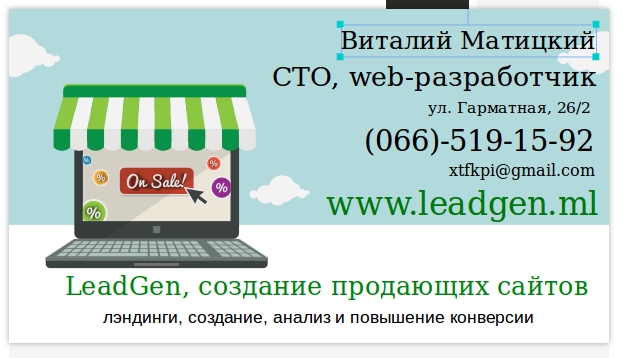 Виталий Матицкий
СТО, web-разработчик
ул. Гарматная, 26/2
(066)-519-15-92
xtfkpi@gmail.com
www.leadgen.ml
On Sale!
%
%
%
%
%
LeadGen, создание продающих сайтов
лэндинги, создание, анализ и повышение конверсии